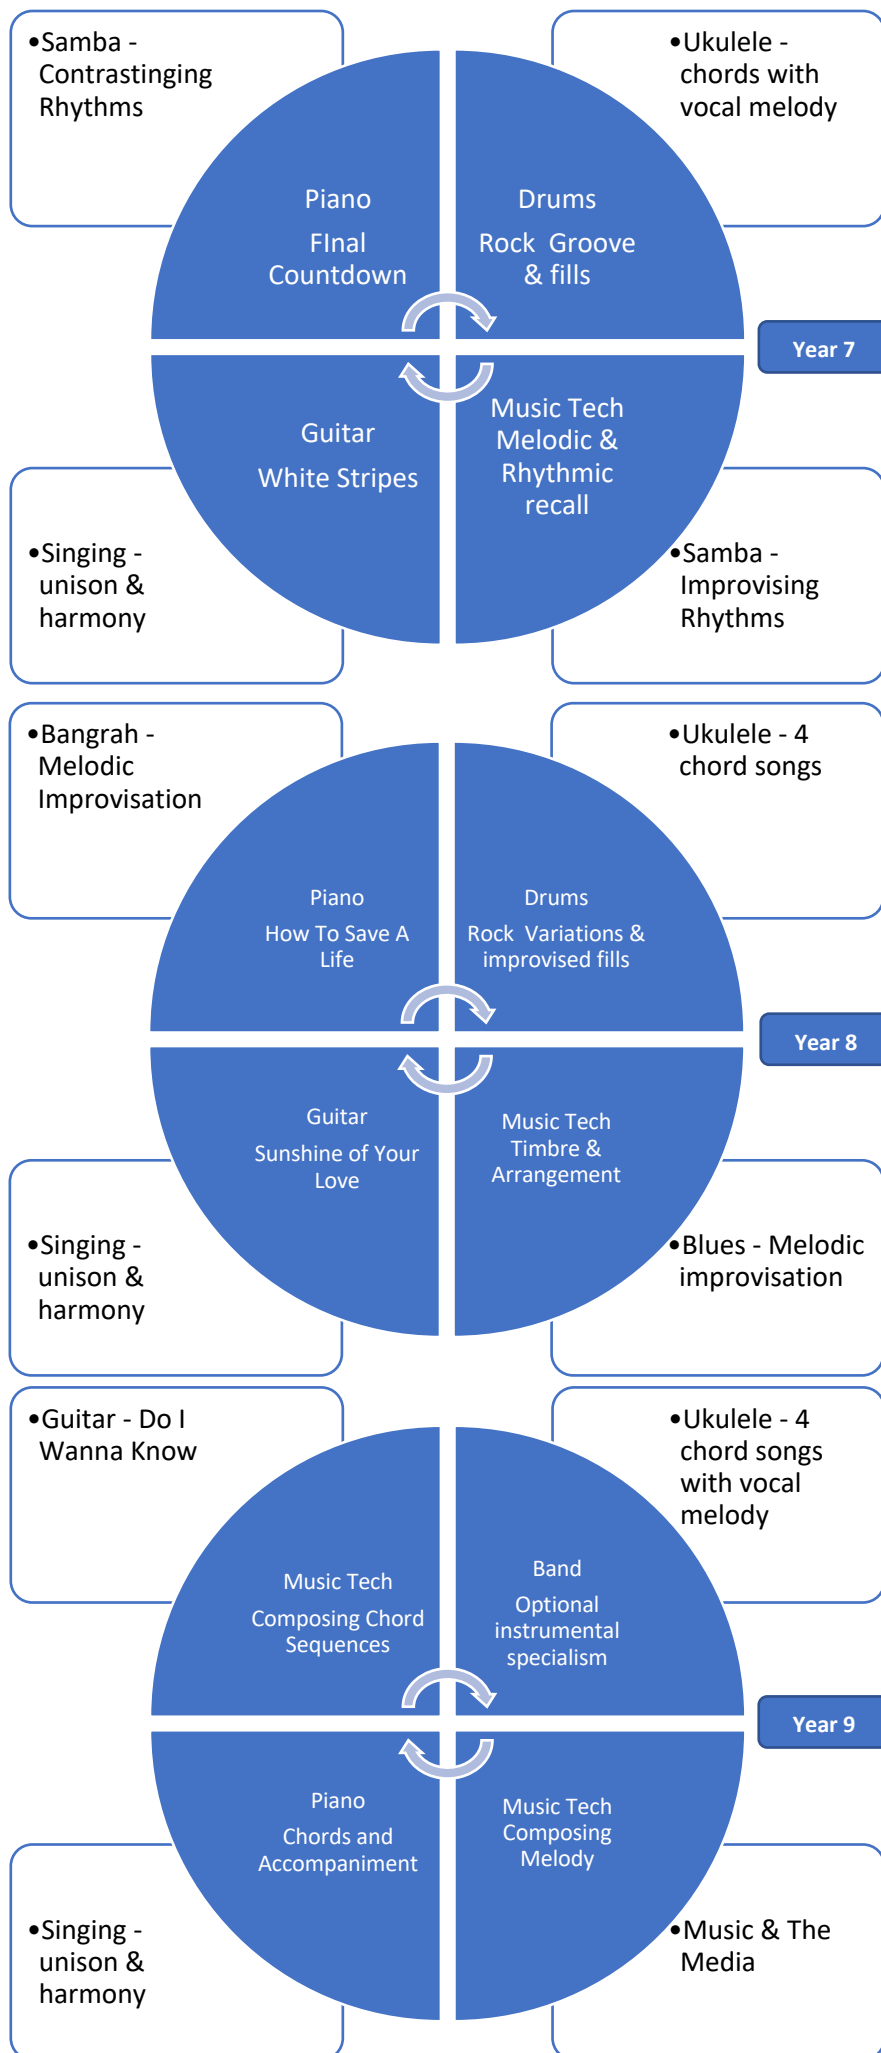 •Samba -
Contrastinging
Rhythms
•Ukulele -
chords with
vocal melody
Piano
FInal
Countdown
Drums
Rock Groove
& fills
Year 7
Guitar
White Stripes
Music Tech
Melodic &
Rhythmic
recall
•Singing -
unison &
harmony
•Samba -
Improvising
Rhythms
•Bangrah -
Melodic
Improvisation
•Ukulele - 4
chord songs
Piano
How To Save A
Life
Drums
Rock Variations &
improvised fills
Year 8
Guitar
Sunshine of Your
Love
Music Tech
Timbre &
Arrangement
•Singing -
unison &
harmony
•Blues - Melodic
improvisation
•Guitar - Do I
Wanna Know
•Ukulele - 4
chord songs
with vocal
melody
Music Tech
Composing Chord
Sequences
Band
Optional
instrumental
specialism
Year 9
Piano
Chords and
Accompaniment
Music Tech
Composing
Melody
•Singing -
unison &
harmony
•Music & The
Media